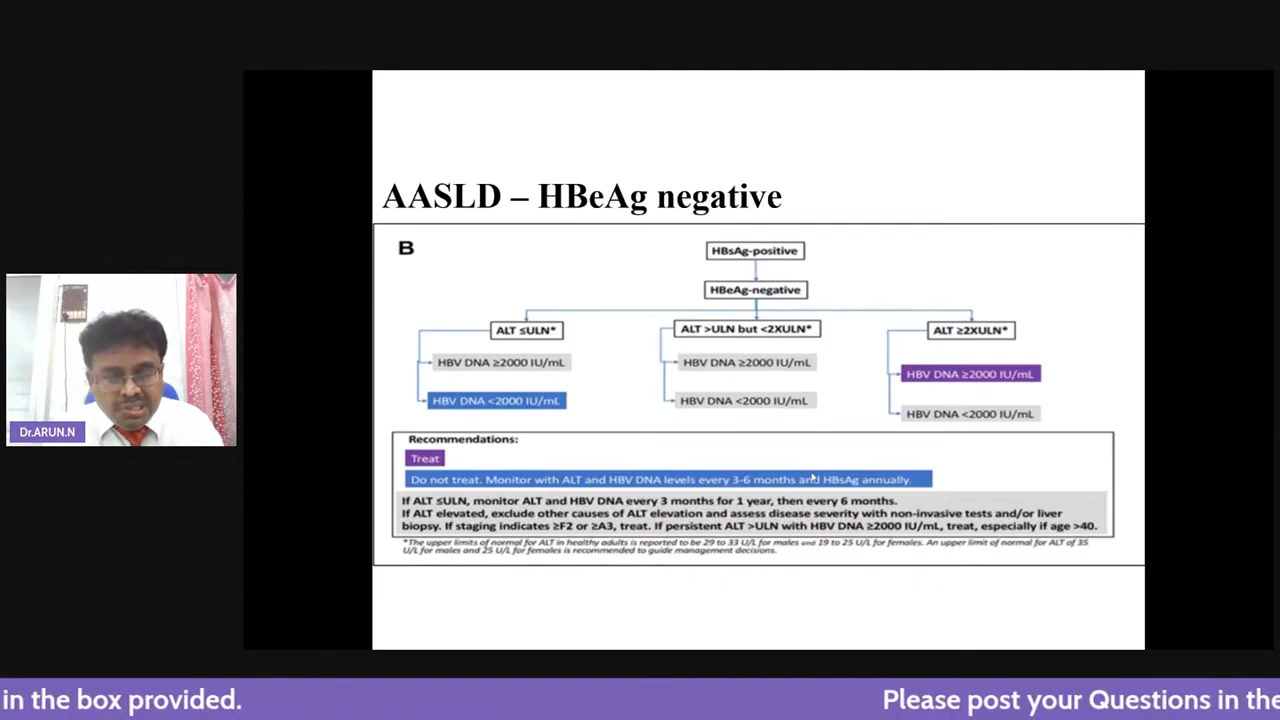 AASLD – HBeAg negative
B
HBsAg-positive
HBeAg-negative
ALT ≤ULN*
ALT >ULN but <2XULN*
ALT ≥2XULN*
HBV DNA ≥2000 IU/mL
HBV DNA ≥2000 IU/mL
HBV DNA ≥2000 IU/mL
HBV DNA <2000 IU/mL
HBV DNA <2000 IU/mL
HBV DNA <2000 IU/mL
Recommendations:
Treat
Do not treat. Monitor with ALT and HBV DNA levels every 3-6 months and HBsAg annually.
If ALT ≤ULN, monitor ALT and HBV DNA every 3 months for 1 year, then every 6 months.
If ALT elevated, exclude other causes of ALT elevation and assess disease severity with non-invasive tests and/or liver
biopsy. If staging indicates ≥F2 or ≥A3, treat. If persistent ALT >ULN with HBV DNA ≥2000 IU/mL, treat, especially if age >40.
*The upper limits of normal for ALT in healthy adults is reported to be 29 to 33 U/L for males and 19 to 25 U/L for females. An upper limit of normal for ALT of 35
U/L for males and 25 U/L for females is recommended to guide management decisions.
Dr.ARUN.N
in the box provided.
Please post your Questions in the